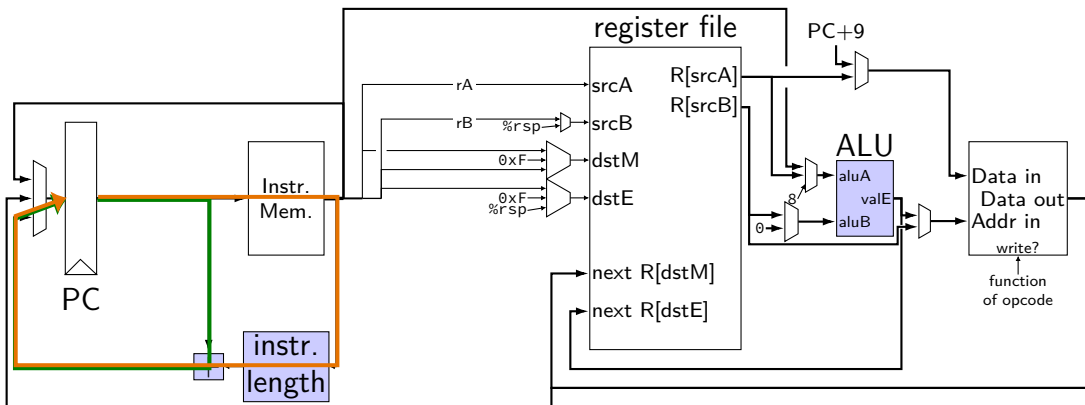 register file
PC+9
R[srcA]
rA
srcA
R[srcB]
rB
%rsp
srcB
ALU
dstM
0xF
aluA
Data in
Instr.
Mem.
8
valE
Data out
dstE
0xF
%rsp
aluB
Addr in
0
write?
next R[dstM]
function
of opcode
PC
next R[dstE]
instr.
length